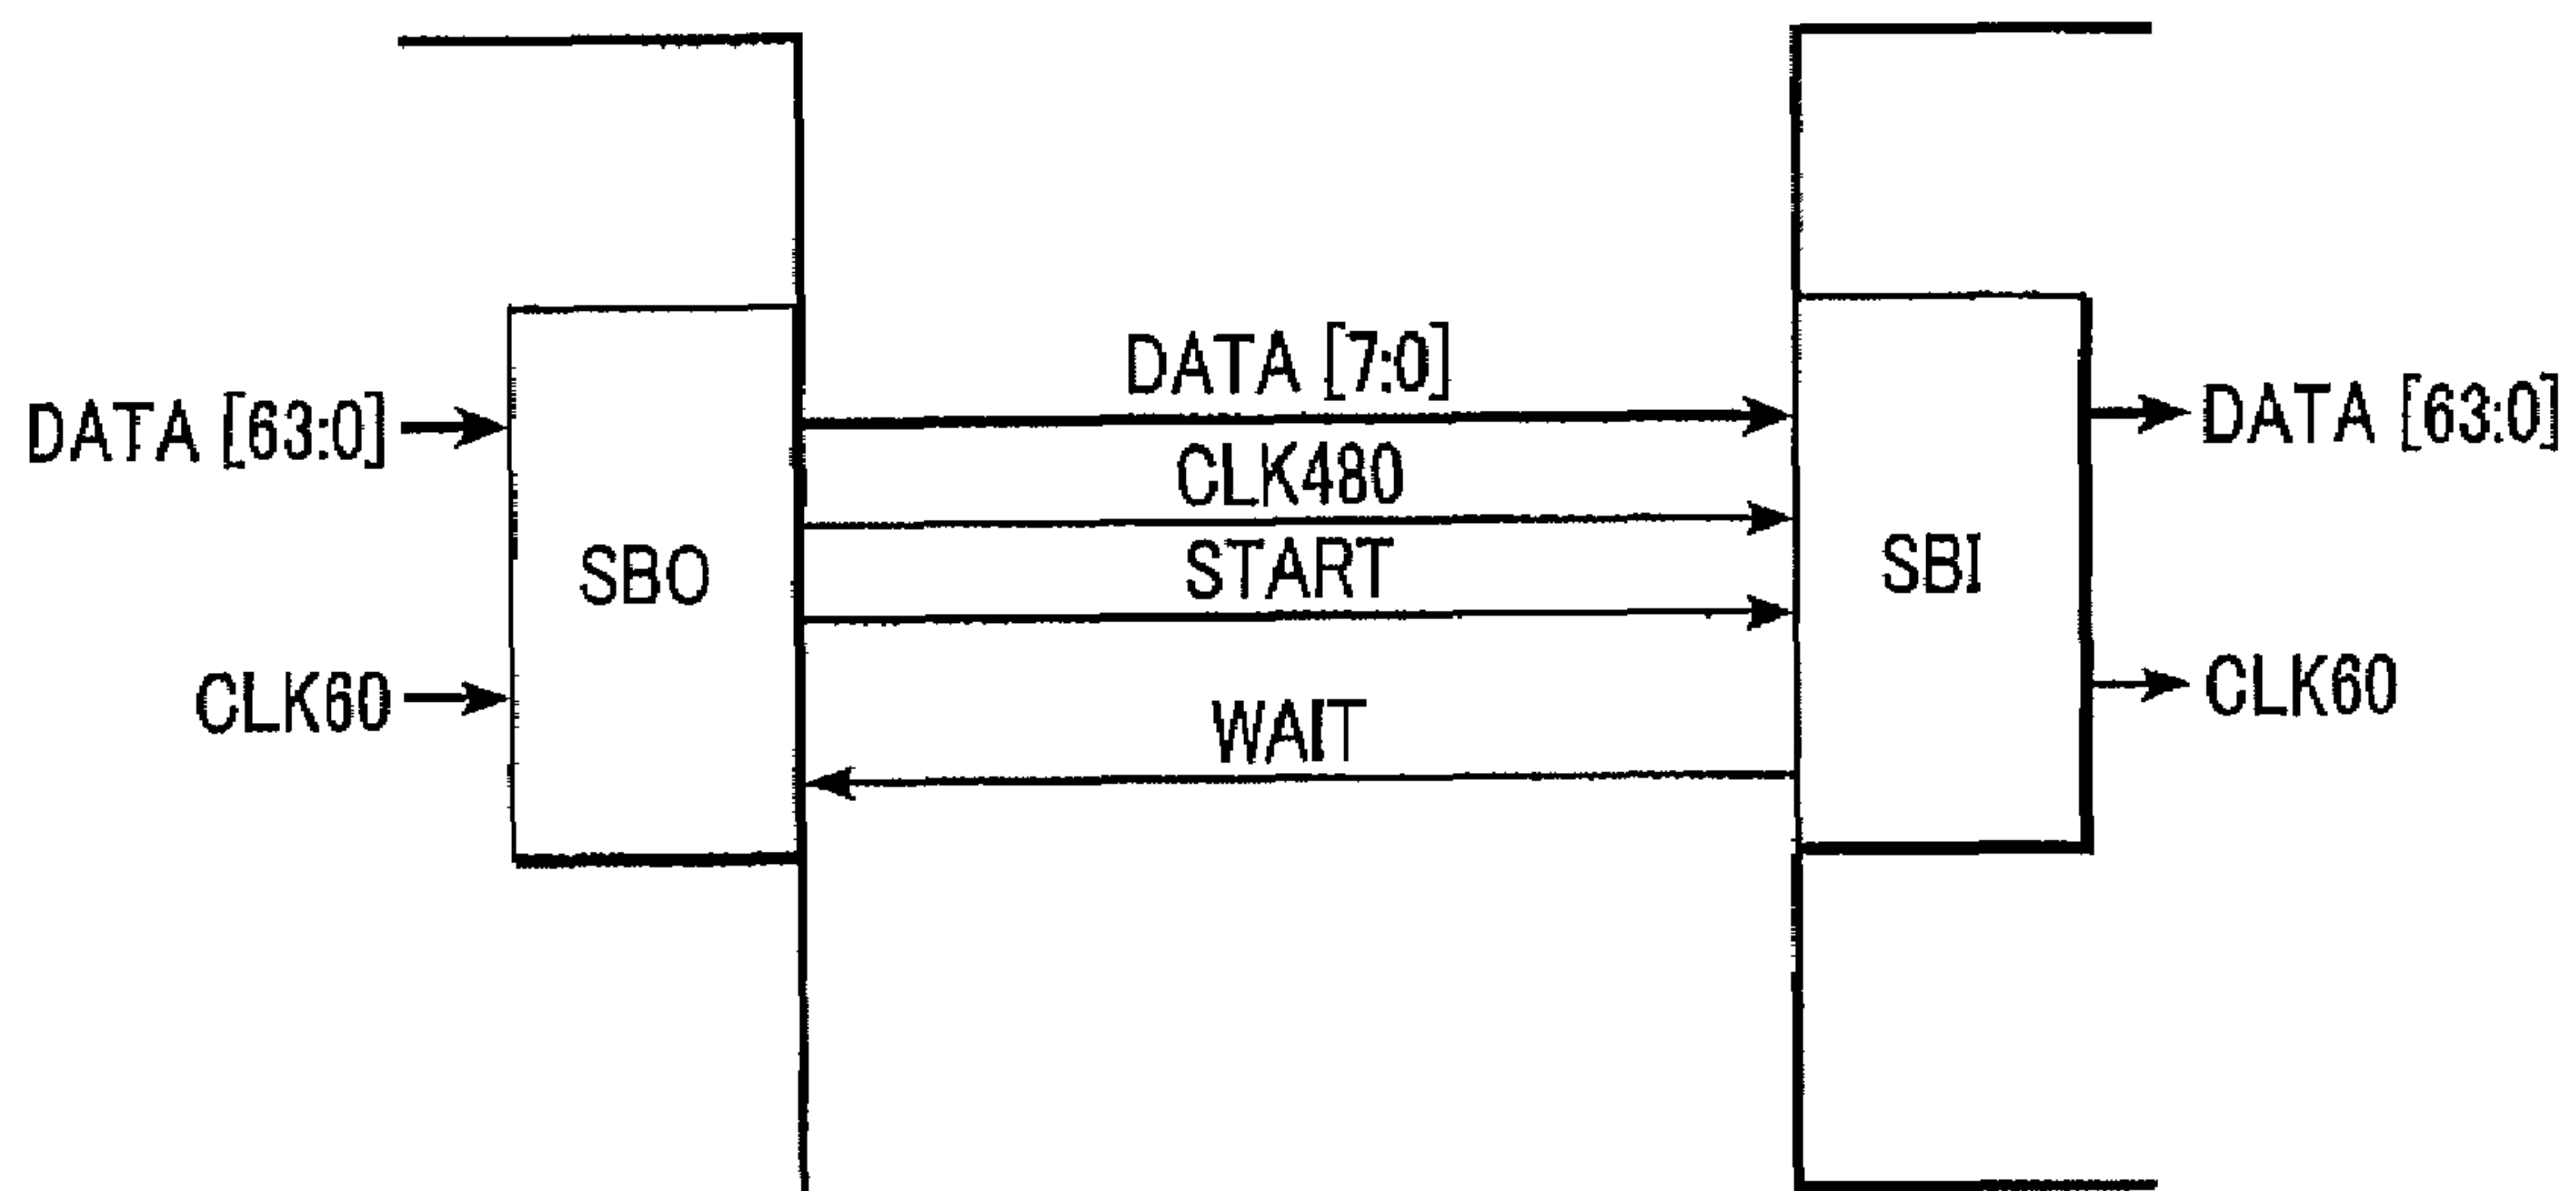 DATA [7:0]
DATA [63:0]
DATA [63:0]
CLK480
SBO
START
SBI
CLK60
WAIT
CLK60